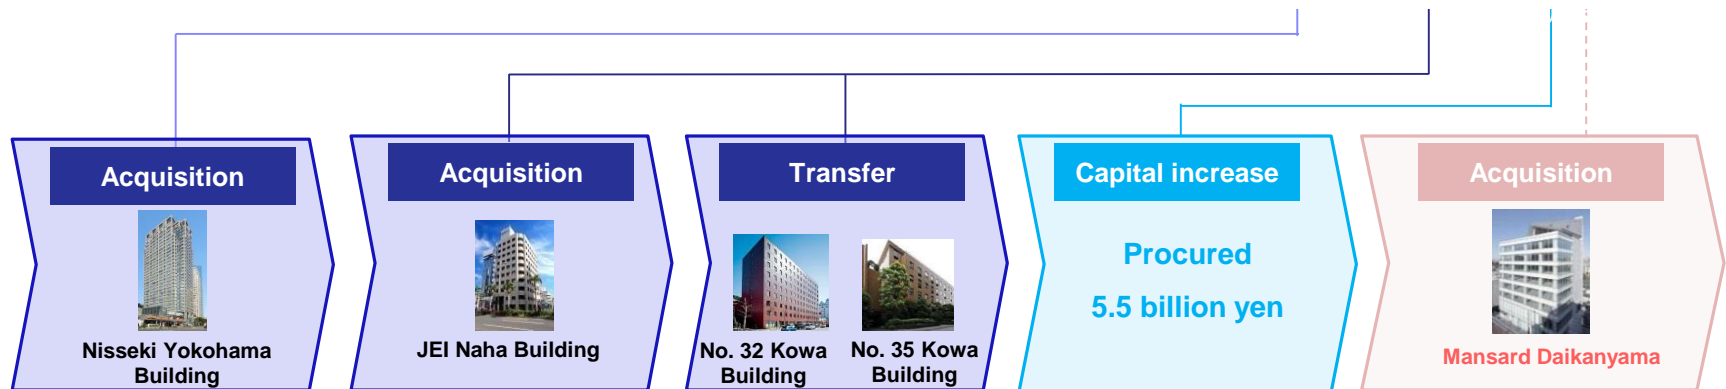 Acquisition
Nisseki Yokohama
Building
Acquisition
JEI Naha Building
Transfer
No. 32 Kowa
Building
No. 35 Kowa
Building
Capital increase
Procured
5.5 billion yen
Acquisition
Mansard Daikanyama